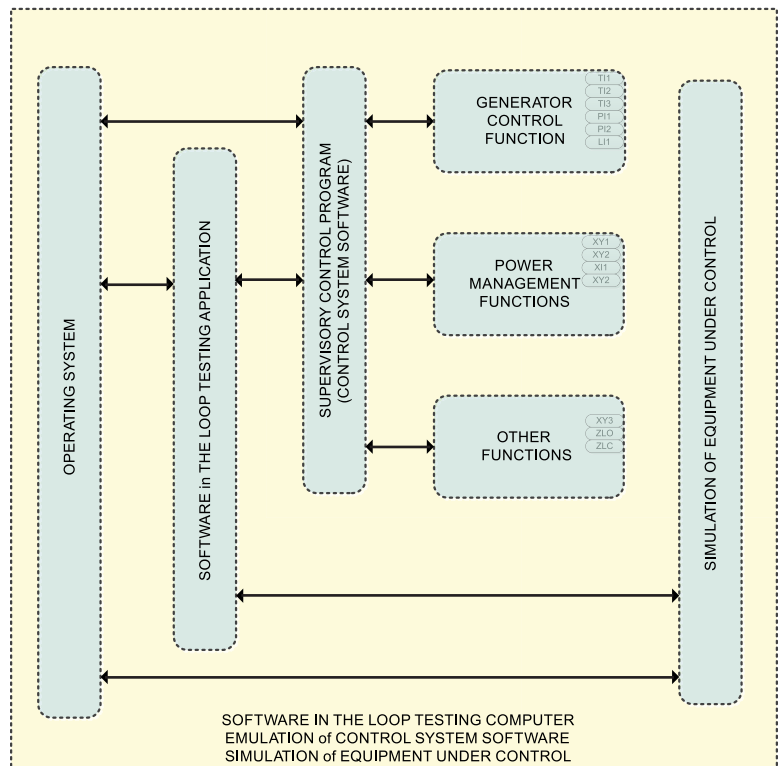 OPERATING SYSTEM
SOFTWARE in THE LOOP TESTING APPLICATION
SUPERVISORY CONTROL PROGRAM
(CONTROL SYSTEM SOFTWARE)
GENERATOR
CONTROL
FUNCTION
TI1
TI2
TI3
PI1
PI2
LI1
POWER
MANAGEMENT
FUNCTIONS
XY1
XY2
XI1
XY2
OTHER
FUNCTIONS
XY3
ZLO
ZLC
SIMULATION OF EQUIPMENT UNDER CONTROL
SOFTWARE IN THE LOOP TESTING COMPUTER
EMULATION of CONTROL SYSTEM SOFTWARE
SIMULATION of EQUIPMENT UNDER CONTROL